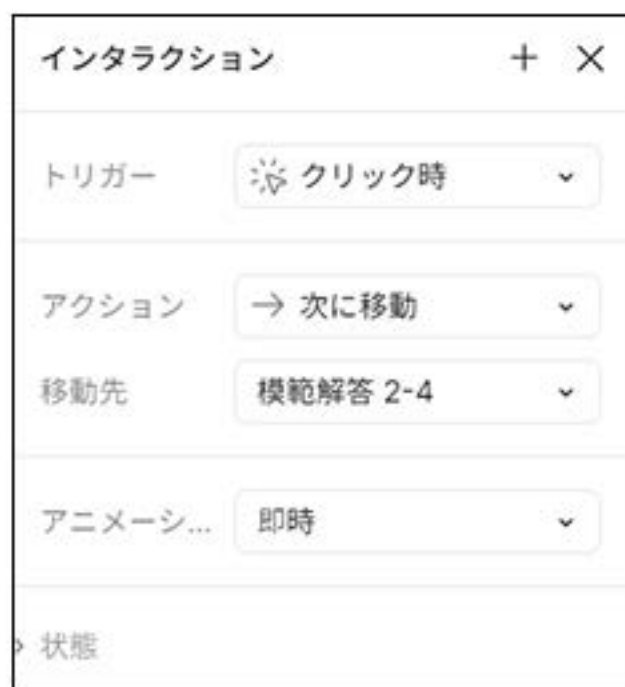 インタラクション
トリガー クリック時
アクション 次に移動
移動先 模範解答 2-4
アニメーシ... 即時
状態